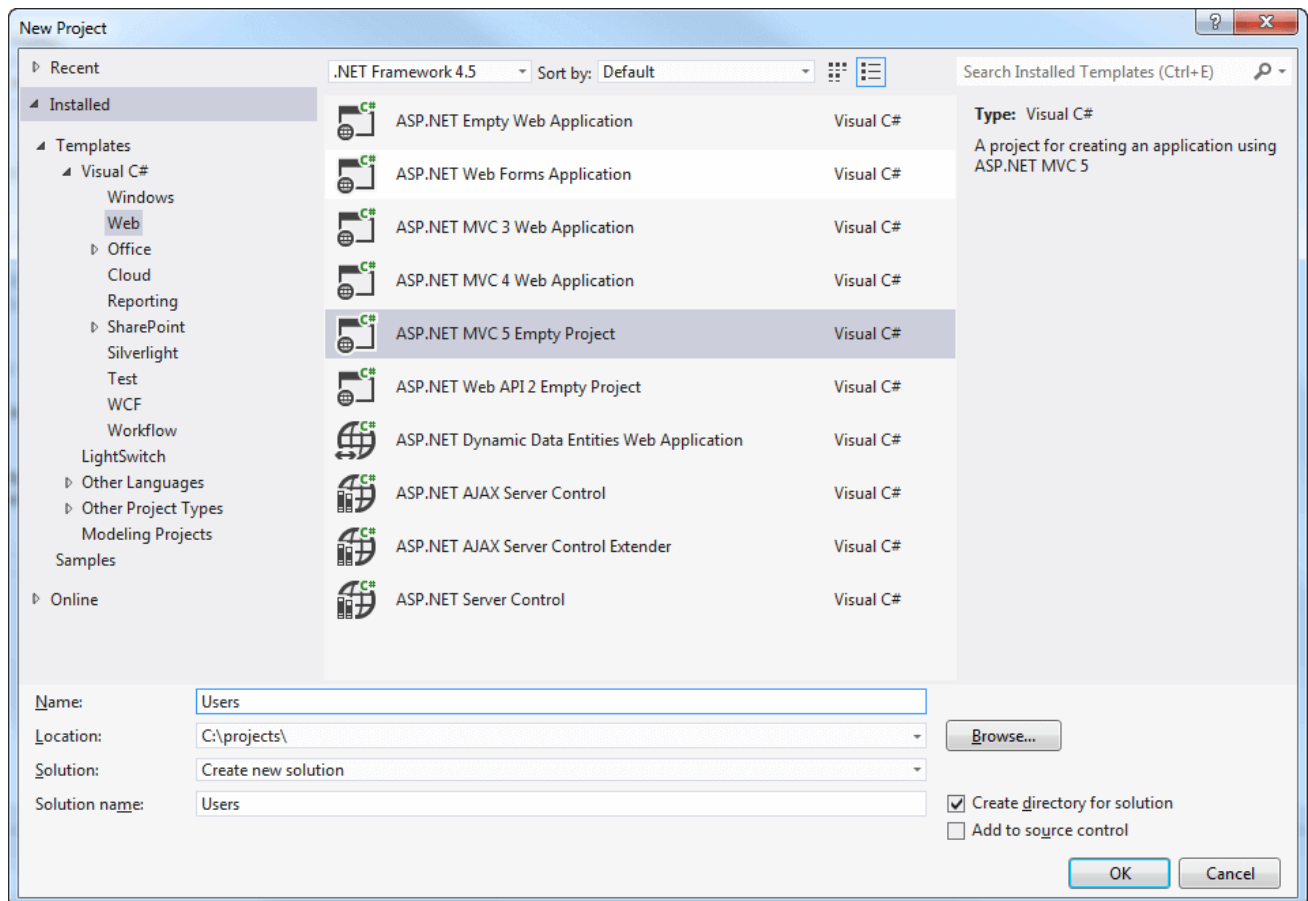 New Project
?
X
Recent
Installed
Templates
Visual C#
Windows
Web
Office
Cloud
Reporting
SharePoint
Silverlight
Test
WCF
Workflow
LightSwitch
Other Languages
Other Project Types
Modeling Projects
Samples
Online
.NET Framework 4.5 Sort by: Default
C# ASP.NET Empty Web Application Visual C#
C# ASP.NET Web Forms Application Visual C#
C# ASP.NET MVC 3 Web Application Visual C#
C# ASP.NET MVC 4 Web Application Visual C#
C# ASP.NET MVC 5 Empty Project Visual C#
C# ASP.NET Web API 2 Empty Project Visual C#
C# ASP.NET Dynamic Data Entities Web Application Visual C#
C# ASP.NET AJAX Server Control Visual C#
C# ASP.NET AJAX Server Control Extender Visual C#
C# ASP.NET Server Control Visual C#
Search Installed Templates (Ctrl+E)
Type: Visual C#
A project for creating an application using
ASP.NET MVC 5
Name: Users
Location: C:\projects\ Browse...
Solution: Create new solution
Solution name: Users
Create directory for solution
Add to source control
OK Cancel